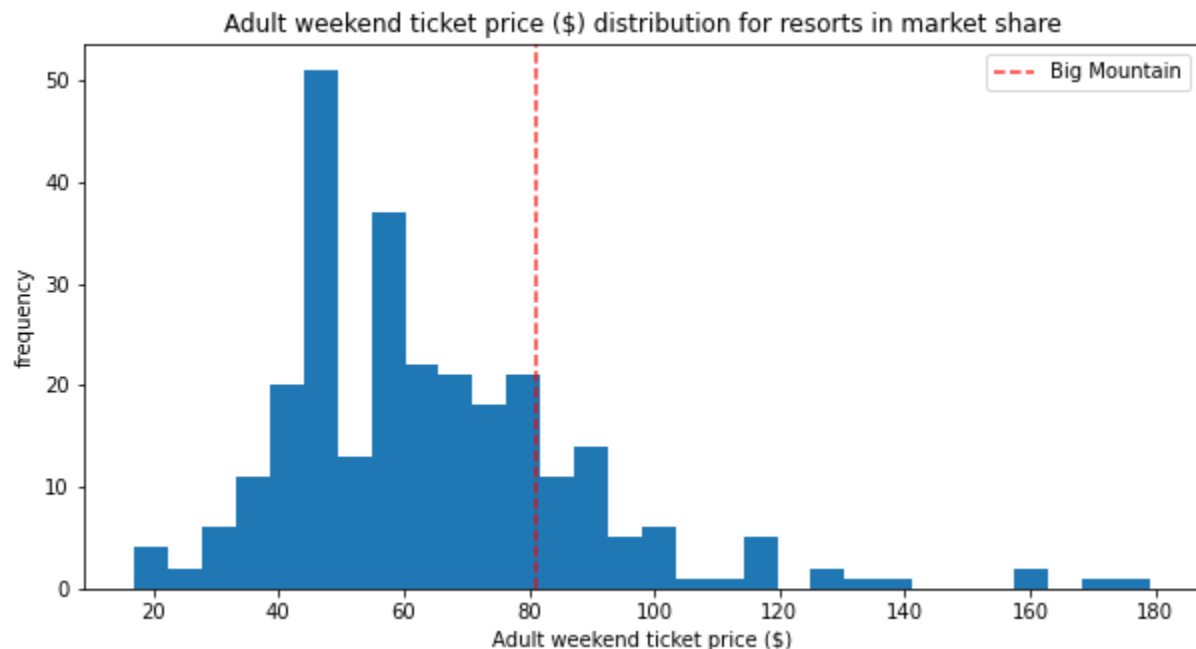 Adult weekend ticket price ($) distribution for resorts in market share
Big Mountain
50
40
30
20
10
0
frequency
20 40 60 80 100 120 140 160 180
Adult weekend ticket price ($)